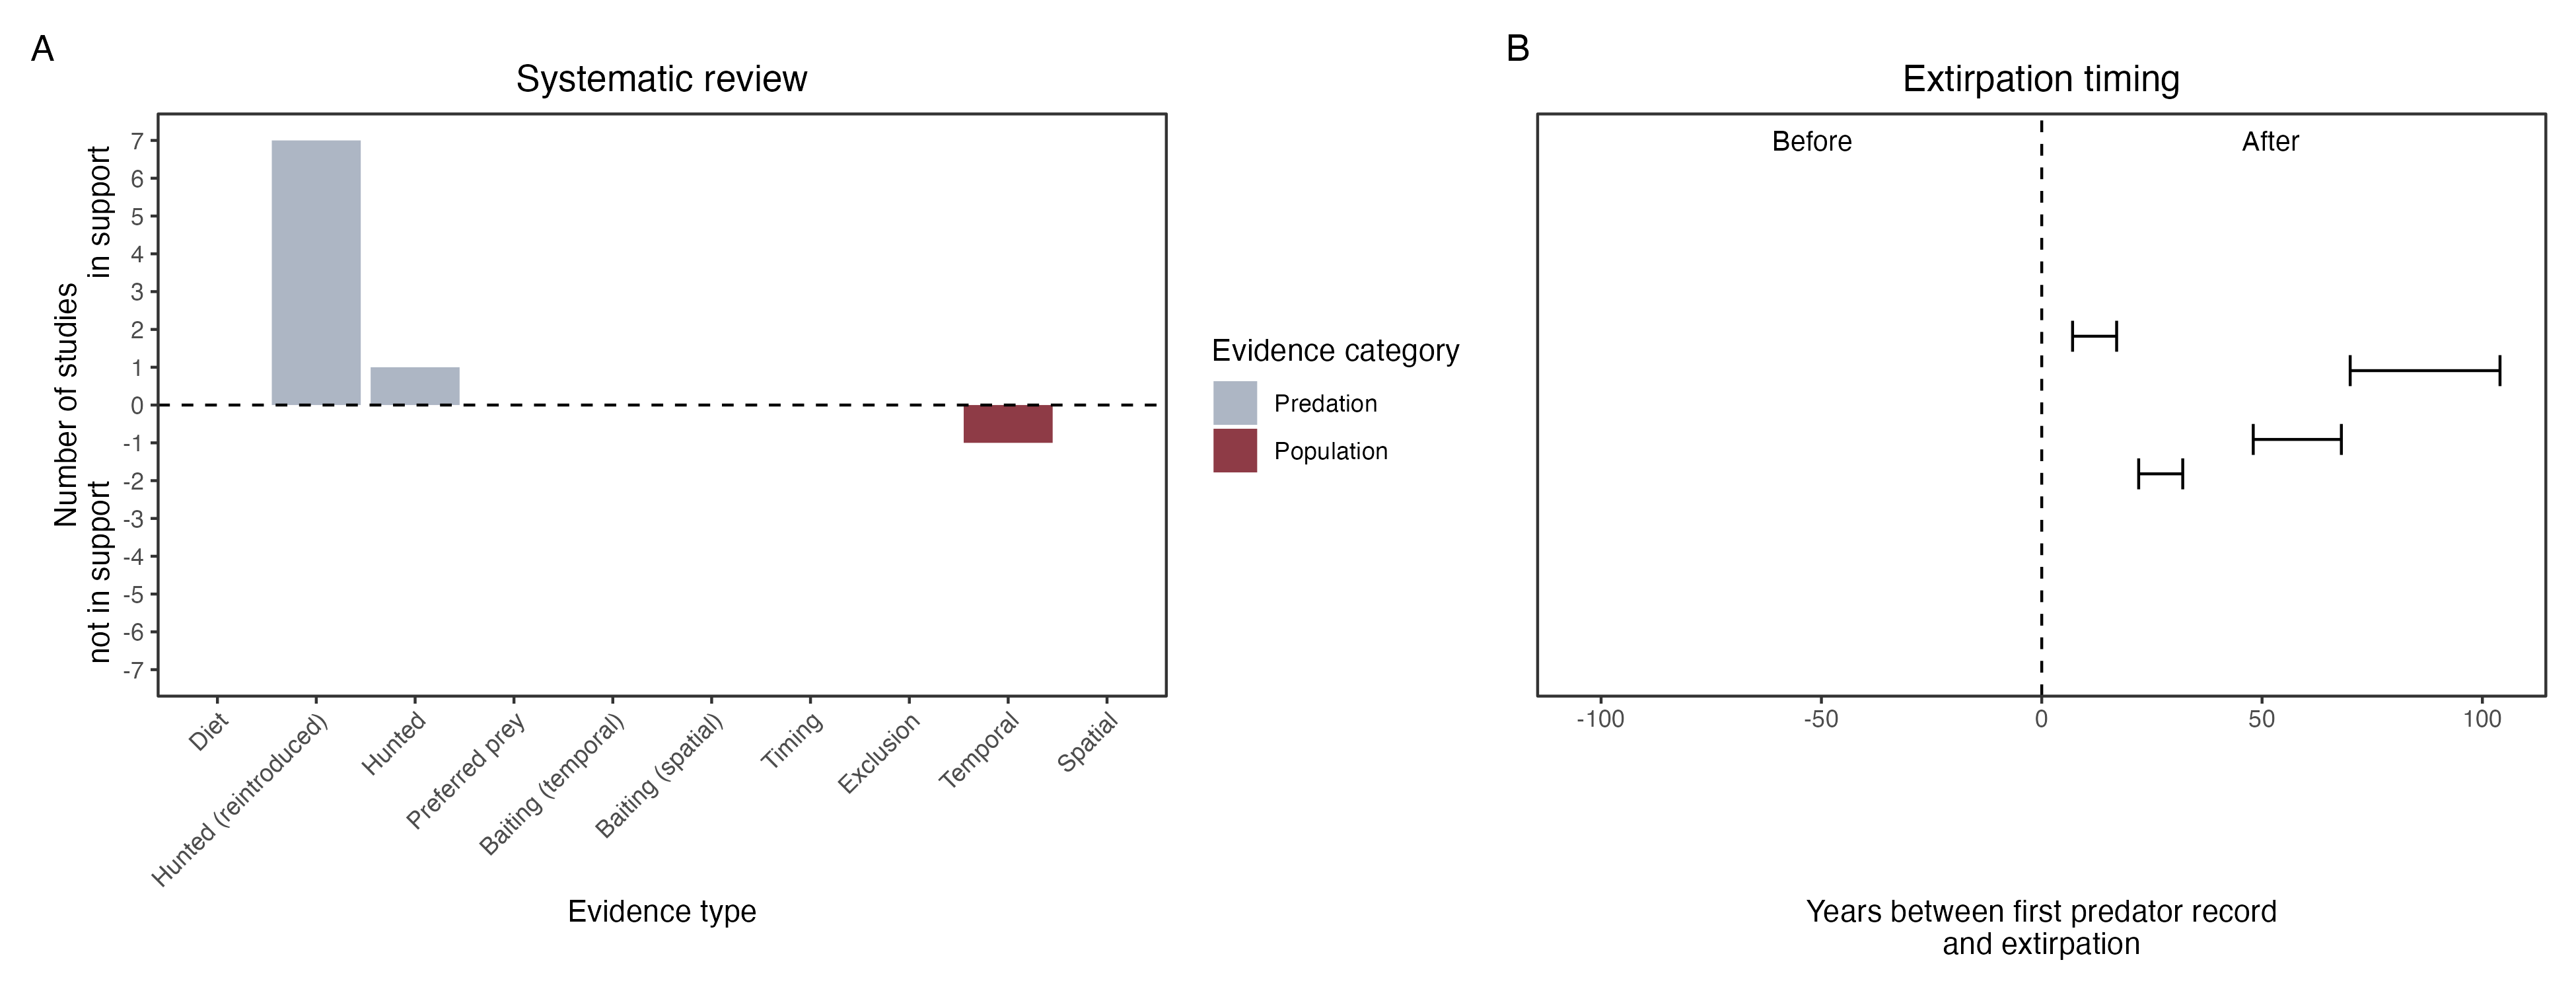 A
Systematic review
Number of studies
not in support
in support
7
6
5
4
3
2
1
0
-1
-2
-3
-4
-5
-6
-7
Diet
Hunted (reintroduced)
Hunted
Preferred prey
Baiting (temporal)
Baiting (spatial)
Timing
Exclusion
Temporal
Spatial
Evidence type
Evidence category
Predation
Population
B
Extirpation timing
Before
After
-100
-50
0
50
100
Years between first predator record
and extirpation